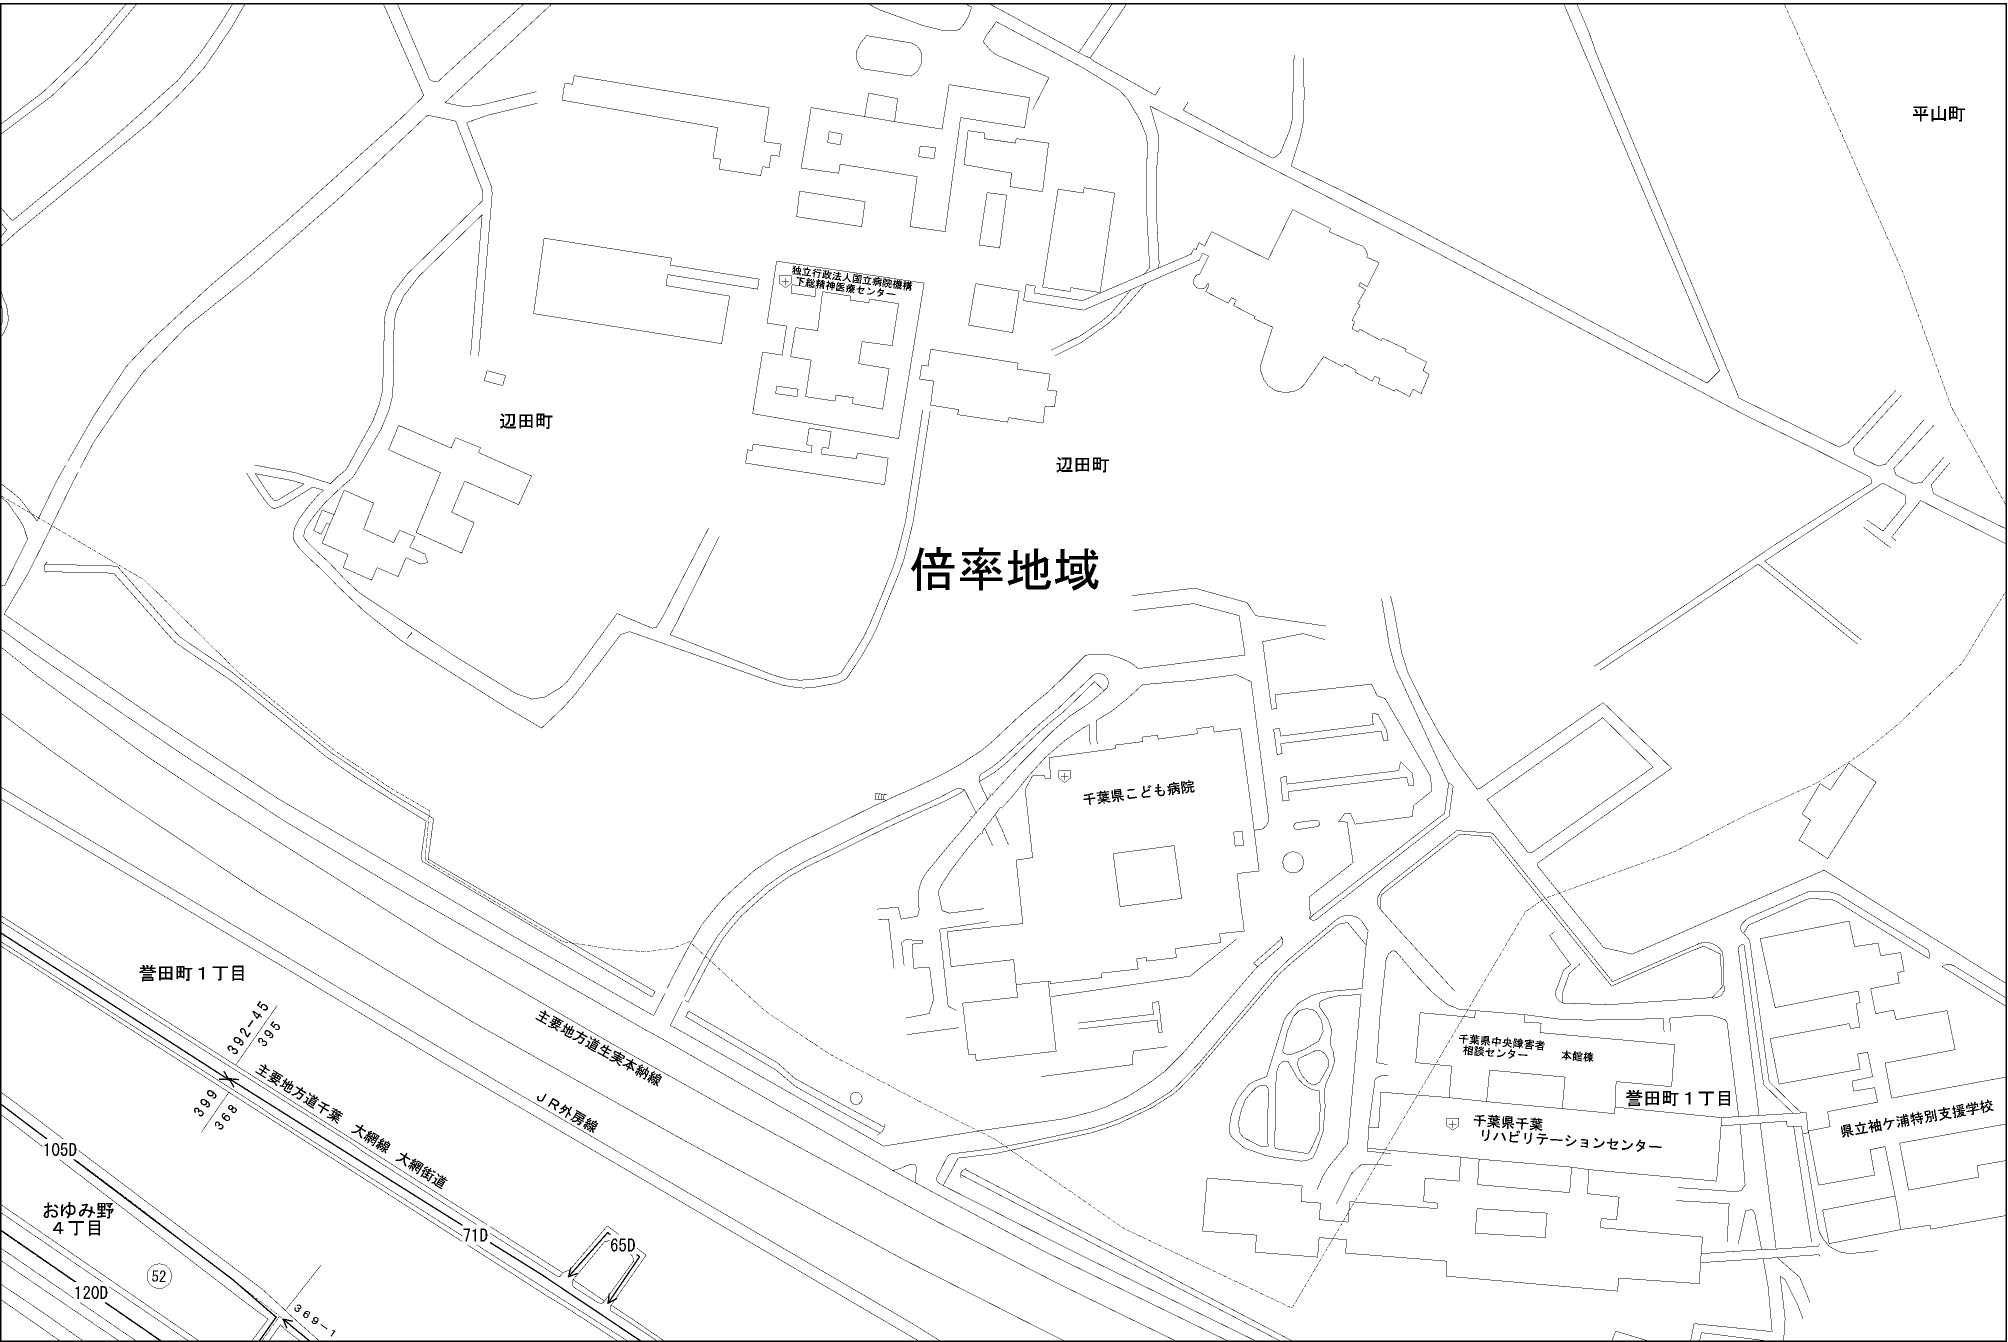 平山町
独立行政法人国立病院機構
下総精神医療センター
辺田町
辺田町
倍率地域
千葉県こども病院
誉田町１丁目
392-45
395
主要地方道生実本納線
千葉県中央障害者
相談センター
本館棟
誉田町１丁目
主要地方道千葉 大網線 大網街道
399
368
ＪＲ外房線
千葉県千葉
リハビリテーションセンター
県立袖ケ浦特別支援学校
105D
おゆみ野
４丁目
71D
65D
52
120D
369-1